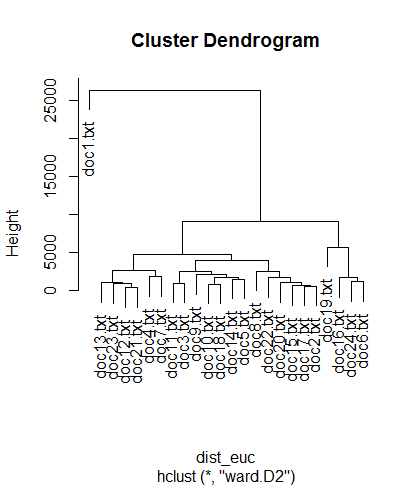 Cluster Dendrogram
Height
0
5000
15000
25000
doc1.txt
doc13.txt
doc23.txt
doc12.txt
doc21.txt
doc4.txt
doc7.txt
doc11.txt
doc3.txt
doc9.txt
doc10.txt
doc18.txt
doc14.txt
doc5.txt
doc8.txt
doc22.txt
doc20.txt
doc15.txt
doc17.txt
doc2.txt
doc19.txt
doc16.txt
doc24.txt
doc6.txt
dist_euc
hclust (*, "ward.D2")